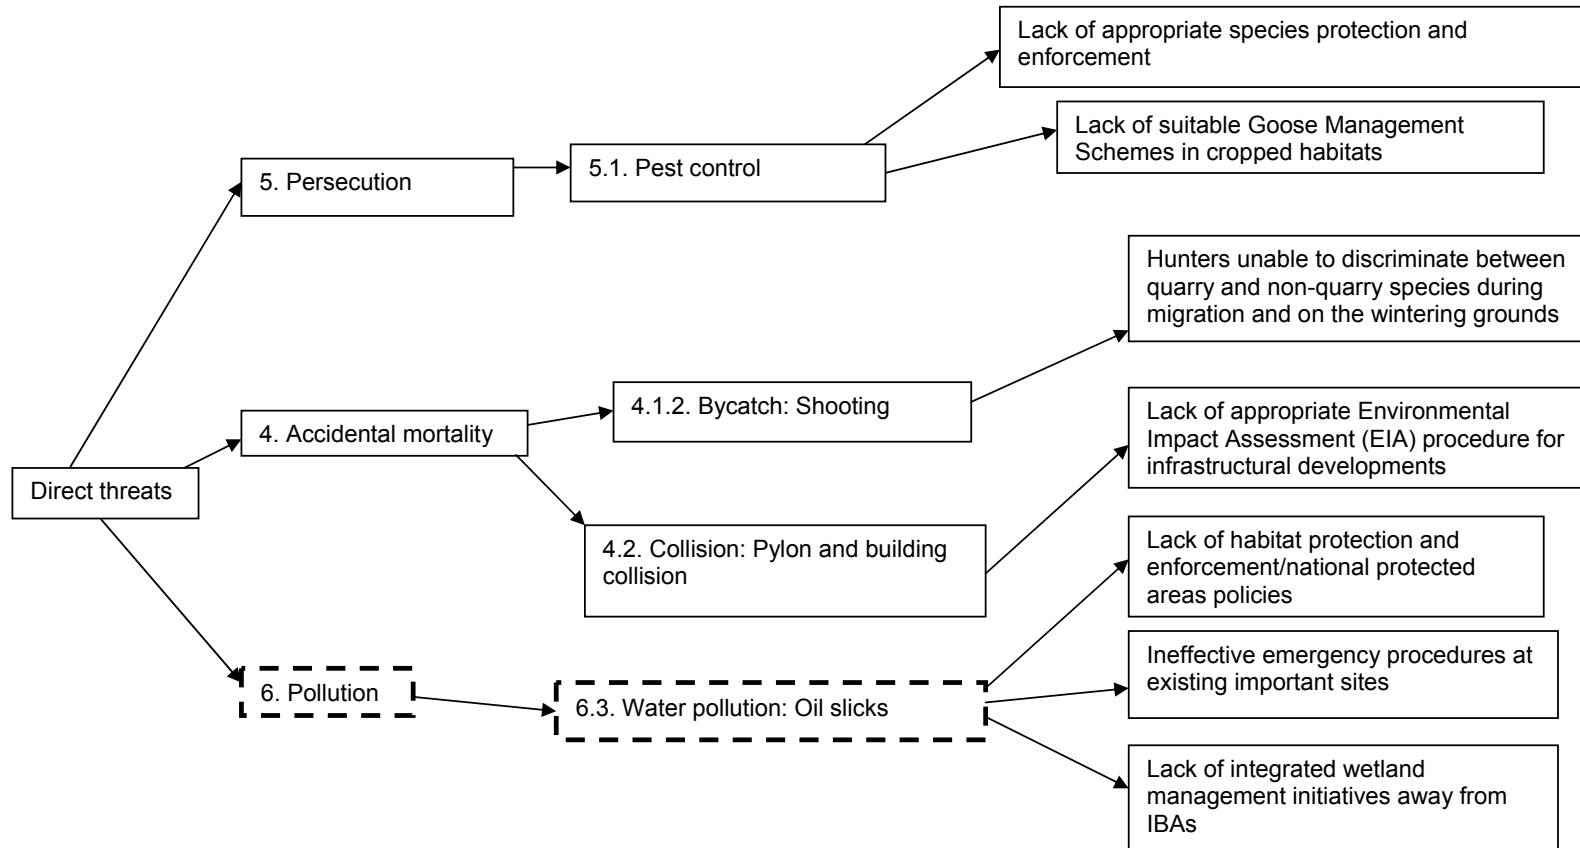 Lack of appropriate species protection and
enforcement
Lack of suitable Goose Management
Schemes in cropped habitats
5. Persecution
5.1. Pest control
Hunters unable to discriminate between
quarry and non-quarry species during
migration and on the wintering grounds
4. Accidental mortality
4.1.2. Bycatch: Shooting
Lack of appropriate Environmental
Impact Assessment (EIA) procedure for
infrastructural developments
Direct threats
4.2. Collision: Pylon and building
collision
Lack of habitat protection and
enforcement/national protected
areas policies
6. Pollution
6.3. Water pollution: Oil slicks
Ineffective emergency procedures at
existing important sites
Lack of integrated wetland
management initiatives away from
IBAs